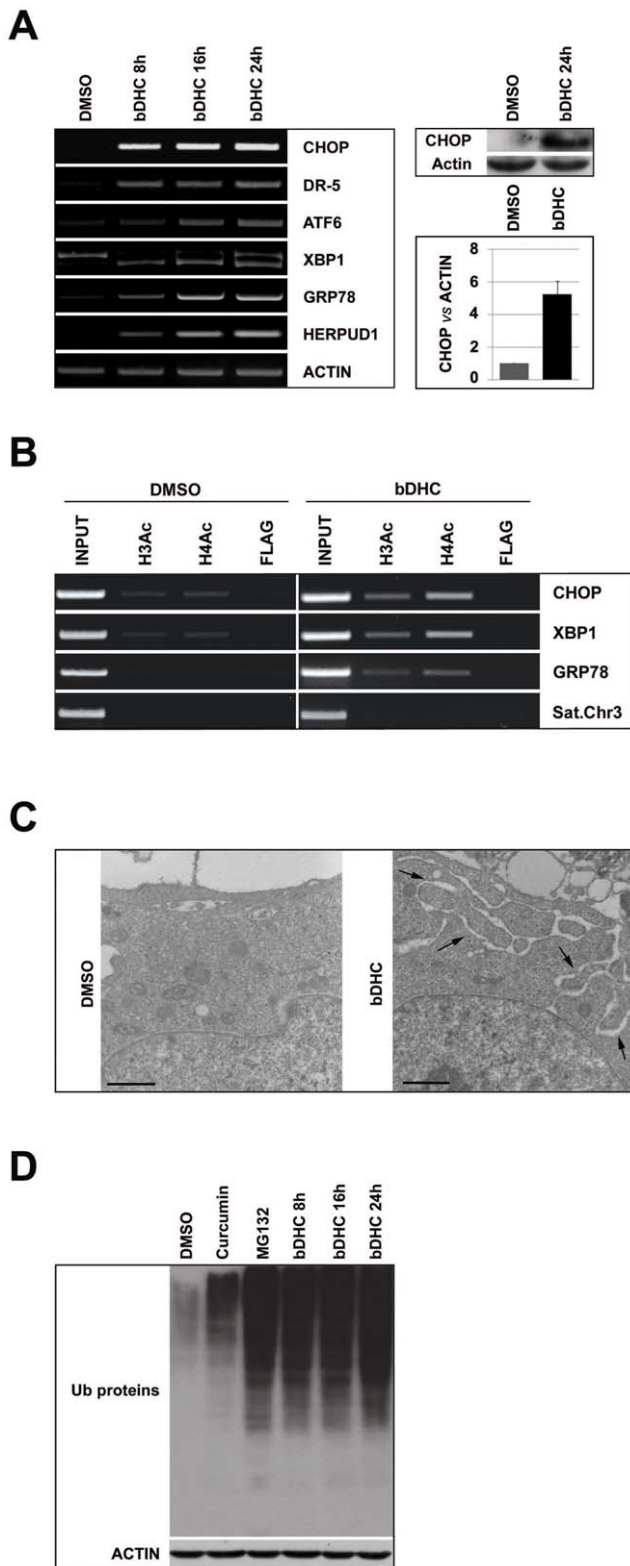 A
DMSO
bDHC 8h
bDHC 16h
bDHC 24h
CHOP
DR-5
ATF6
XBP1
GRP78
HERPUD1
ACTIN
DMSO
bDHC 24h
CHOP
Actin
DMSO
bDHC
CHOP vs ACTIN
8
6
4
2
0
B
DMSO
bDHC
INPUT
H3Ac
H4Ac
FLAG
INPUT
H3Ac
H4Ac
FLAG
CHOP
XBP1
GRP78
Sat.Chr3
C
DMSO
bDHC
D
DMSO
Curcumin
MG132
bDHC 8h
bDHC 16h
bDHC 24h
Ub proteins
ACTIN